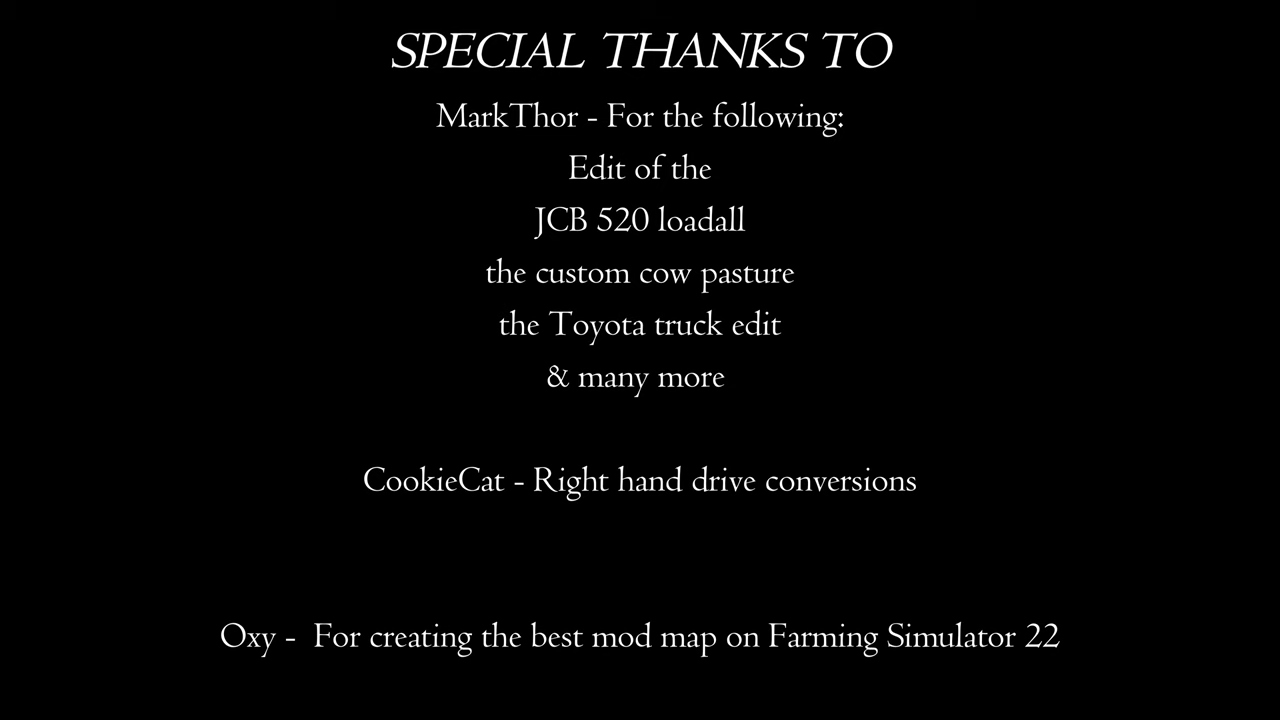 SPECIAL THANKS TO
MarkThor - For the following:
Edit of the
JCB 520 loadall
the custom cow pasture
the Toyota truck edit
& many more
CookieCat - Right hand drive conversions
Oxy -  For creating the best mod map on Farming Simulator 22